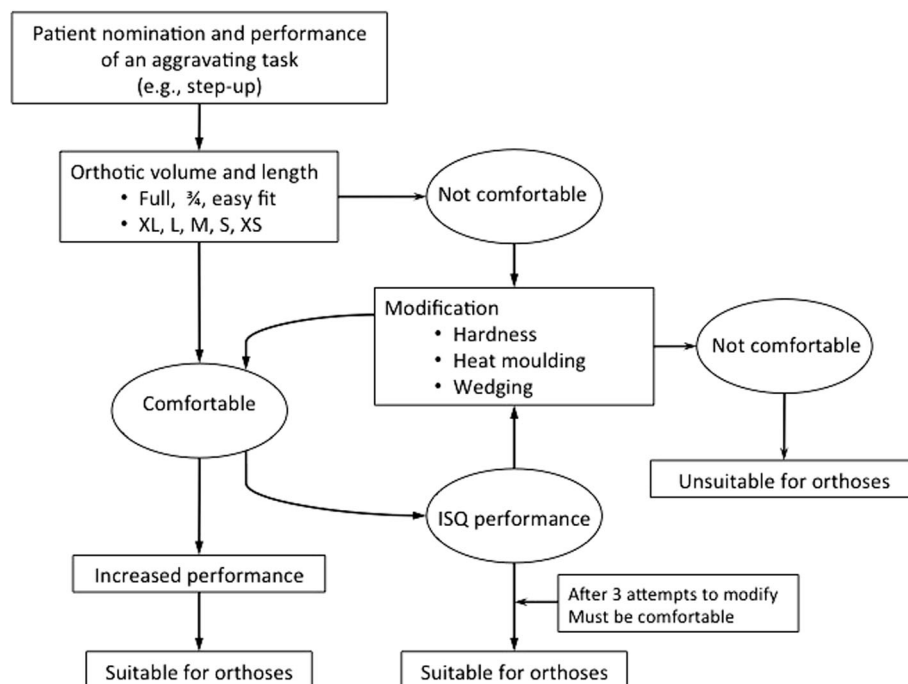 Patient nomination and performance
of an aggravating task
(e.g., step-up)
Orthotic volume and length
• Full, ¾, easy fit
• XL, L, M, S, XS
Not comfortable
Modification
• Hardness
• Heat moulding
• Wedging
Not comfortable
Comfortable
Unsuitable for orthoses
ISQ performance
Increased performance
After 3 attempts to modify
Must be comfortable
Suitable for orthoses
Suitable for orthoses